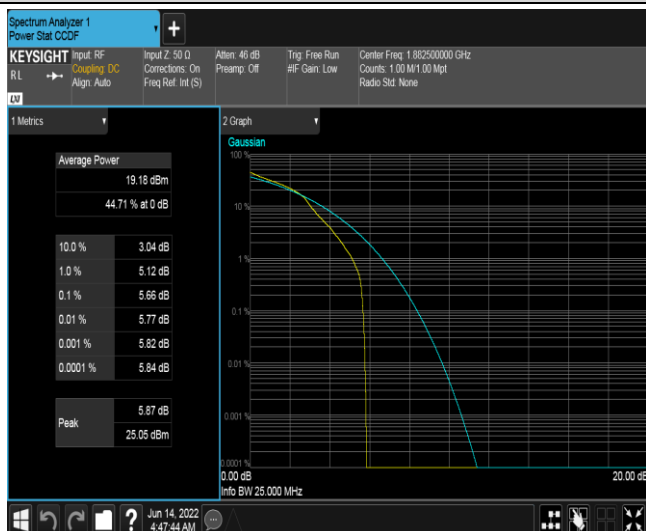 Spectrum Analyzer 1
Power Stat CCDF
+
KEYSIGHT
RL
LXI
Input: RF
Coupling: DC
Align: Auto
Input Z: 50 Ω
Corrections: On
Freq Ref: Int (S)
Atten: 46 dB
Preamp: Off
Trig: Free Run
#IF Gain: Low
Center Freq: 1.882500000 GHz
Counts: 1.00 M/1.00 Mpt
Radio Std: None
1 Metrics
Average Power
19.18 dBm
44.71 % at 0 dB
10.0 % 3.04 dB
1.0 % 5.12 dB
0.1 % 5.66 dB
0.01 % 5.77 dB
0.001 % 5.82 dB
0.0001 % 5.84 dB
Peak
5.87 dB
25.05 dBm
2 Graph
Gaussian
100 %
10 %
1 %
0.1 %
0.01 %
0.001 %
0.0001 %
0.00 dB
20.00 dB
Info BW 25.000 MHz
?
Jun 14, 2022
4:47:44 AM